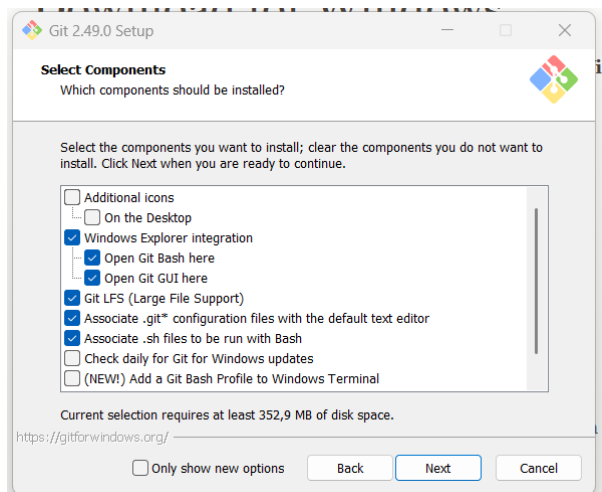 Git 2.49.0 Setup
Select Components
Which components should be installed?
Select the components you want to install; clear the components you do not want to
install. Click Next when you are ready to continue.
Additional icons
On the Desktop
Windows Explorer integration
Open Git Bash here
Open Git GUI here
Git LFS (Large File Support)
Associate .git* configuration files with the default text editor
Associate .sh files to be run with Bash
Check daily for Git for Windows updates
(NEW!) Add a Git Bash Profile to Windows Terminal
Current selection requires at least 352,9 MB of disk space.
https://gitforwindows.org/
Only show new options Back Next Cancel